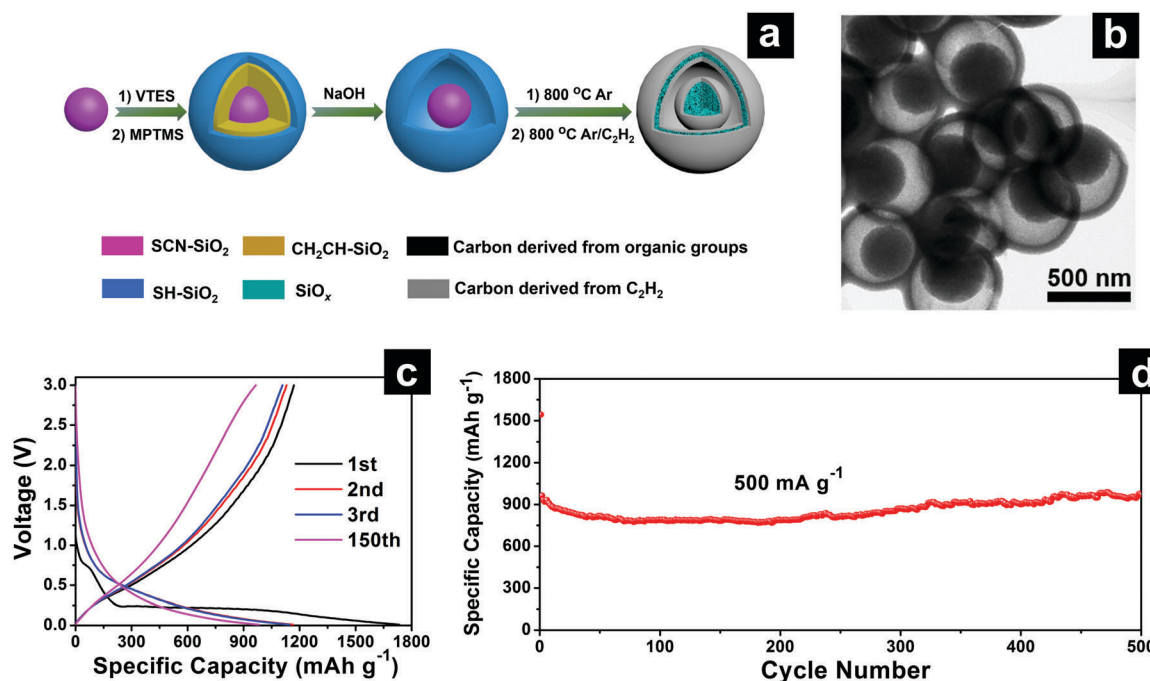 a
1) VTES
2) MPTMS
NaOH
1) 800 °C Ar
2) 800 °C Ar/C₂H₂
SCN-SiO₂
CH₂CH-SiO₂
Carbon derived from organic groups
SH-SiO₂
SiOₓ
Carbon derived from C₂H₂
b
500 nm
c
Voltage (V)
3.0
2.5
2.0
1.5
1.0
0.5
0.0
1st
2nd
3rd
150th
0 300 600 900 1200 1500 1800
Specific Capacity (mAh g⁻¹)
d
Specific Capacity (mAh g⁻¹)
1800
1500
1200
900
600
300
0
500 mA g⁻¹
0 100 200 300 400 500
Cycle Number